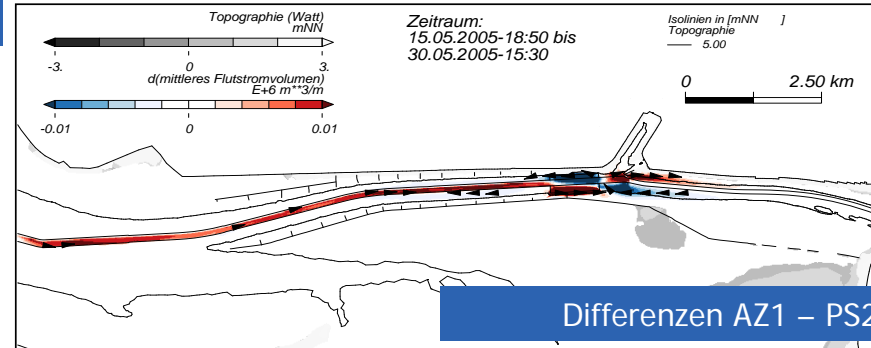 Topographie (Watt)
mNN
-3.
0
3.
d(mittleres Flutstromvolumen)
E+6 m**3/m
-0.01
0
0.01
Zeitraum:
15.05.2005-18:50 bis
30.05.2005-15:30
Isolinien in [mNN ]
Topographie
5.00
0
2.50 km
Differenzen AZ1 – PS2